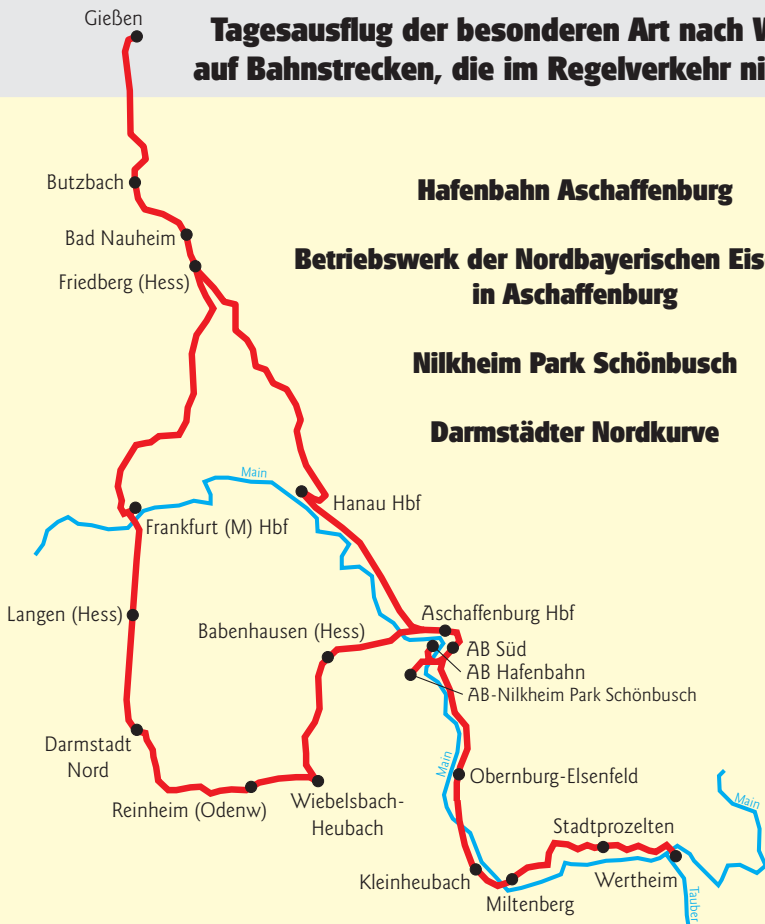 Gießen
Tagesausflug der besonderen Art nach
auf Bahnstrecken, die im Regelverkehr
Butzbach
Hafenbahn Aschaffenburg
Bad Nauheim
Betriebswerk der Nordbayerischen
in Aschaffenburg
Friedberg (Hess)
Nilkheim Park Schönbusch
Darmstädter Nordkurve
Main
Hanau Hbf
Frankfurt (M) Hbf
Langen (Hess)
Aschaffenburg Hbf
Babenhausen (Hess)
AB Süd
AB Hafenbahn
AB-Nilkheim Park Schönbusch
Darmstadt
Nord
Main
Obernburg-Elsenfeld
Reinheim (Odenw)
Wiebelsbach-
Heubach
Main
Stadtprozelten
Kleinheubach
Miltenberg
Wertheim
Tauber